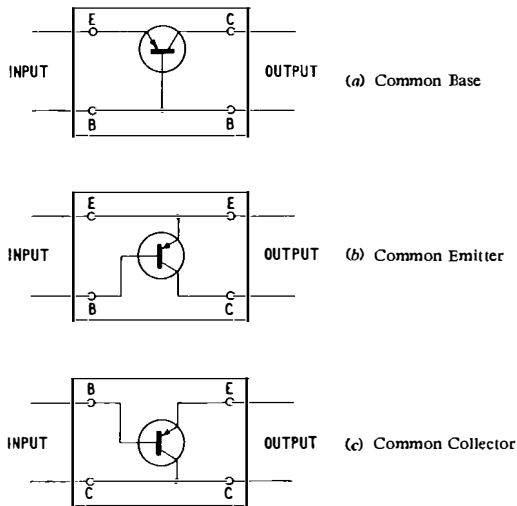 E C
INPUT OUTPUT (a) Common Base
B B
E E
INPUT OUTPUT (b) Common Emitter
B C
B E
INPUT OUTPUT (c) Common Collector
C C